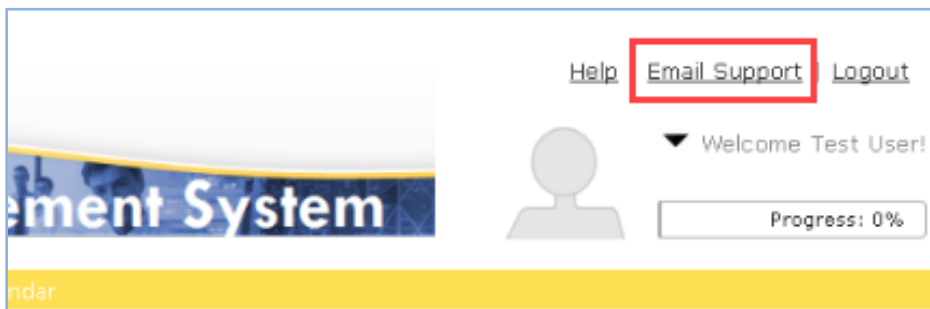 Help Email Support | Logout
Welcome Test User!
ement System
Progress: 0%
ndar